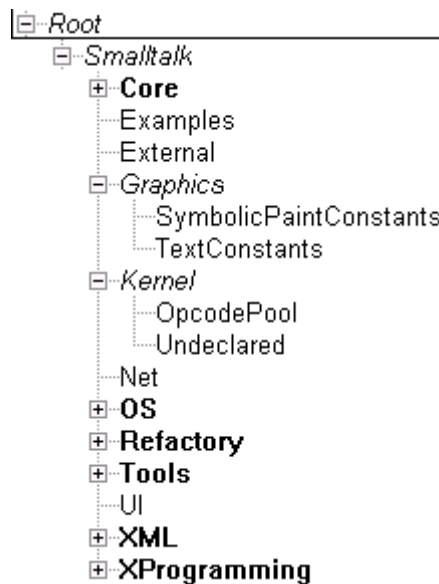 Root
Smalltalk
Core
Examples
External
Graphics
SymbolicPaintConstants
TextConstants
Kernel
OpcodePool
Undeclared
Net
OS
Refactory
Tools
UI
XML
XProgramming